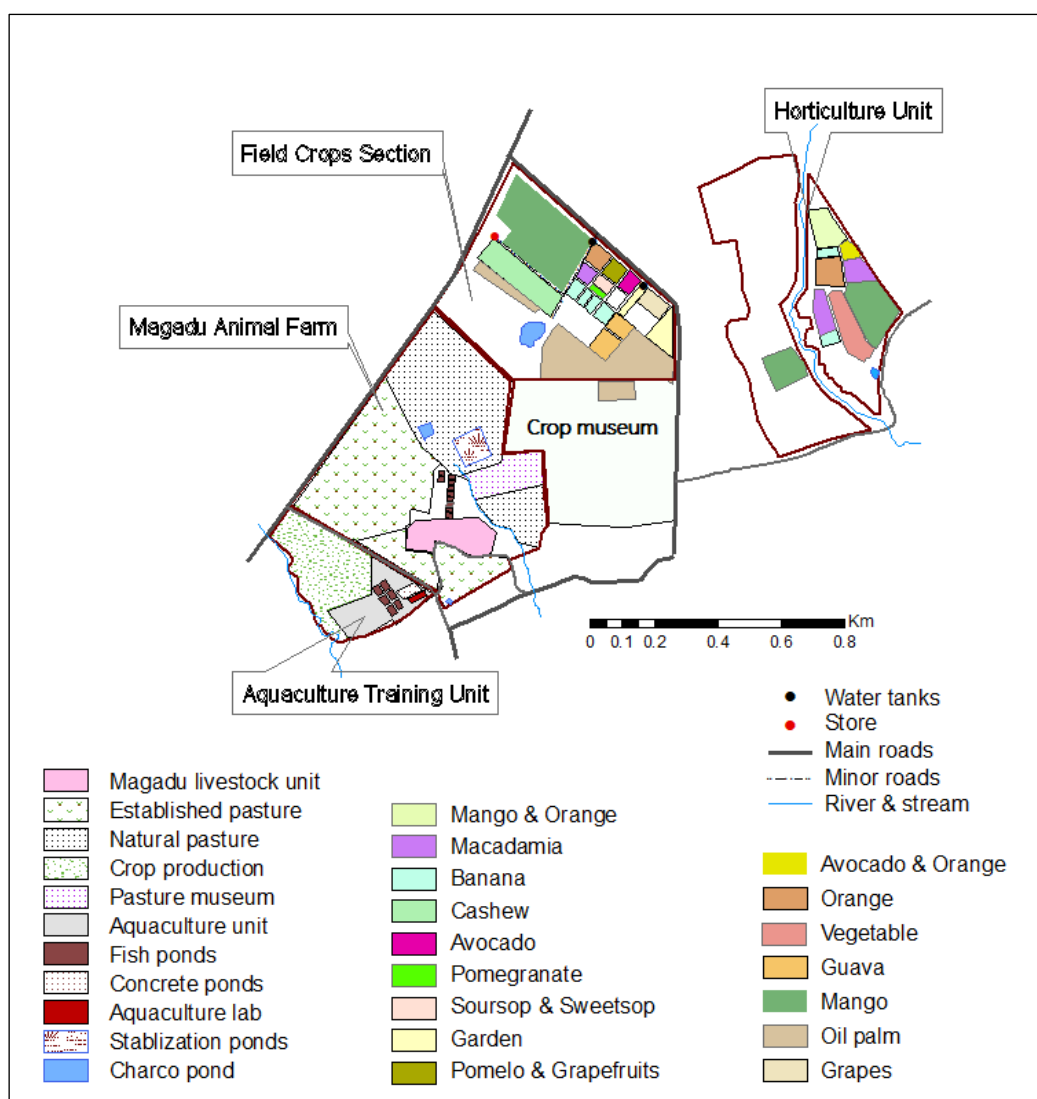 Horticulture Unit
Field Crops Section
Magadu Animal Farm
Crop museum
Km
0 0.1 0.2 0.4 0.6 0.8
Aquaculture Training Unit
Water tanks
Store
Main roads
Minor roads
River & stream
Magadu livestock unit
Established pasture
Natural pasture
Crop production
Pasture museum
Aquaculture unit
Fish ponds
Concrete ponds
Aquaculture lab
Stablization ponds
Charco pond
Mango & Orange
Macadamia
Banana
Cashew
Avocado
Pomegranate
Soursop & Sweetsop
Garden
Pomelo & Grapefruits
Avocado & Orange
Orange
Vegetable
Guava
Mango
Oil palm
Grapes